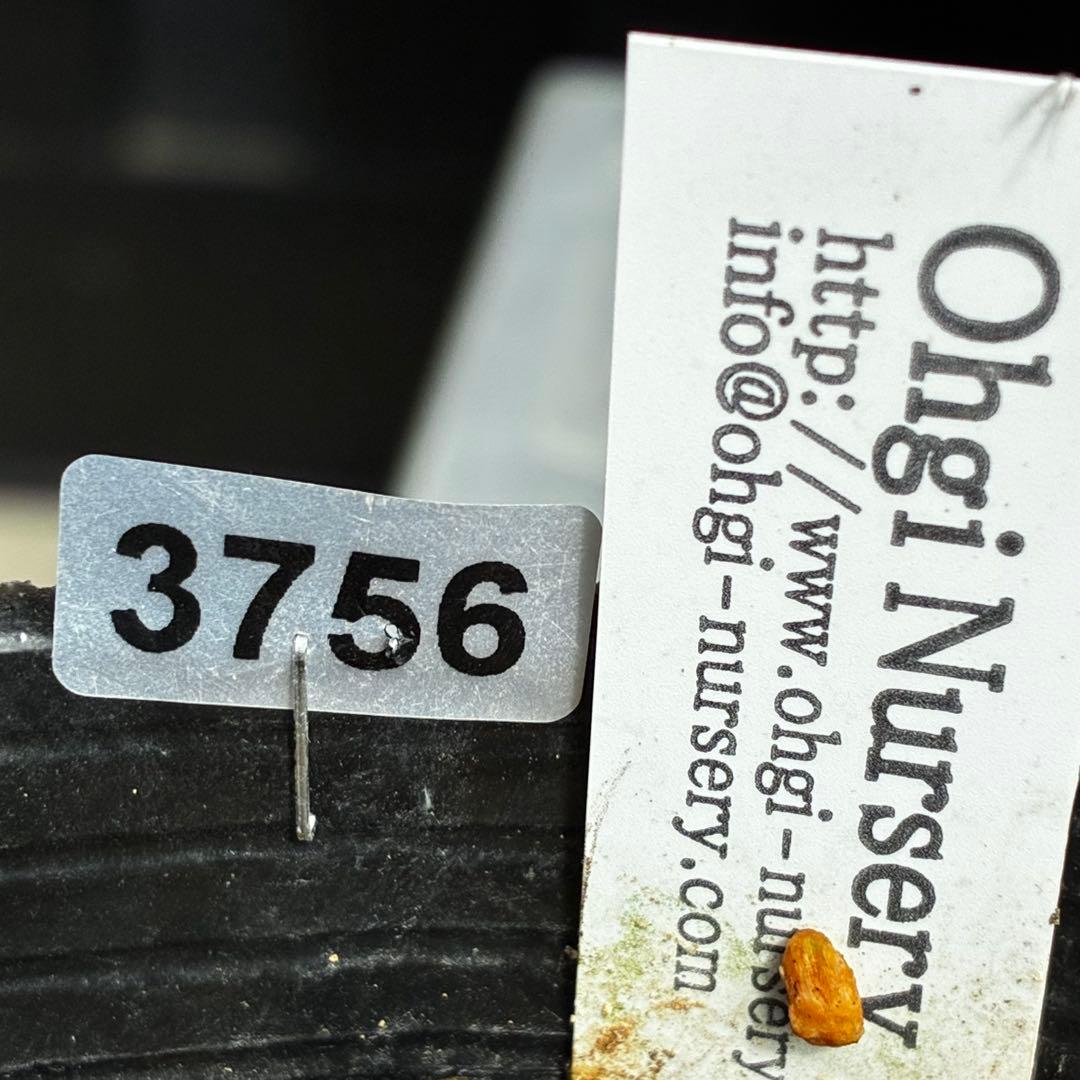 3756
Ohgi Nursery
http://www.ohgi-nursery
info@ohgi-nursery.com